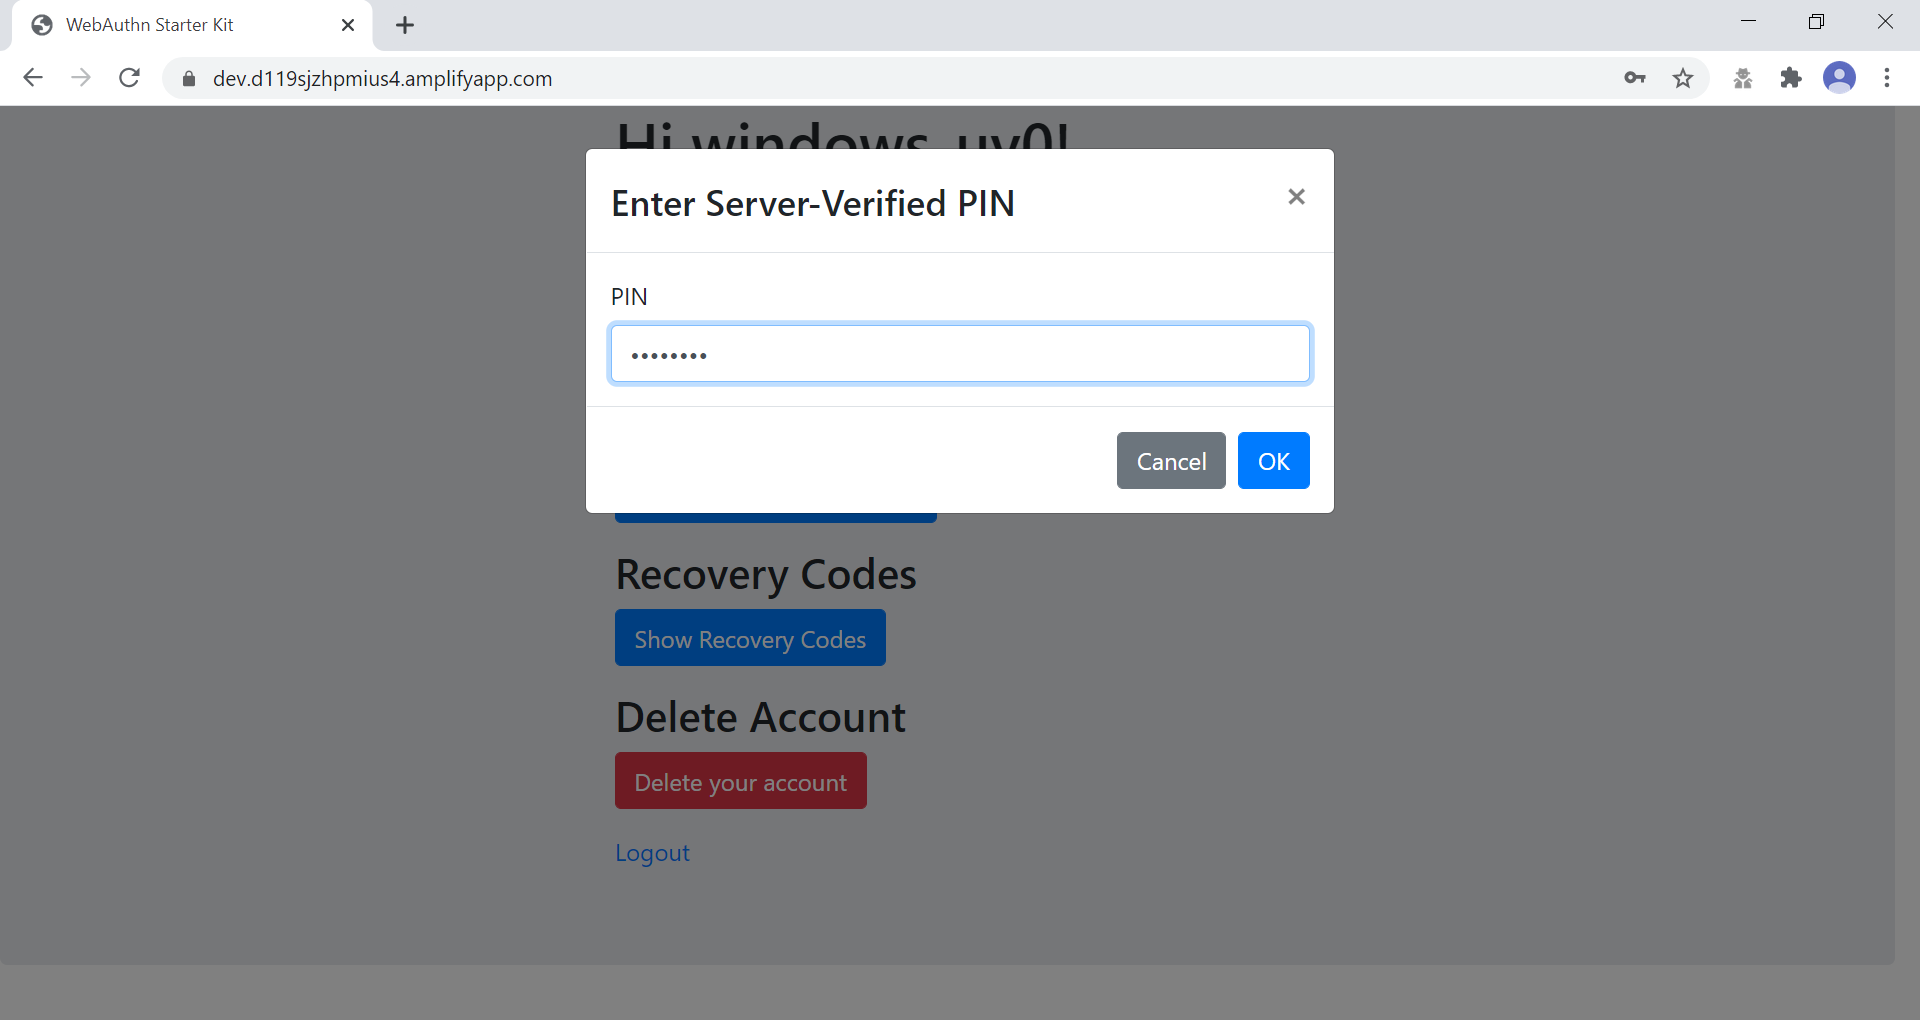 WebAuthn Starter Kit
dev.d119sjzhpmius4.amplifyapp.com
Hi windows_uv0!
Enter Server-Verified PIN
PIN
Cancel
OK
Recovery Codes
Show Recovery Codes
Delete Account
Delete your account
Logout